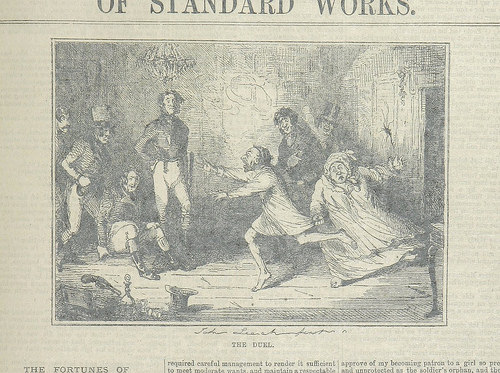 OF STANDARD WORKS.
John Leech
THE DUEL.
THE FORTUNES OF
required careful management to render it sufficient
to meet moderate wants, and maintain a respectable
approve of my becoming patron to a girl so pre
and unprotected as the soldier's orphan, and